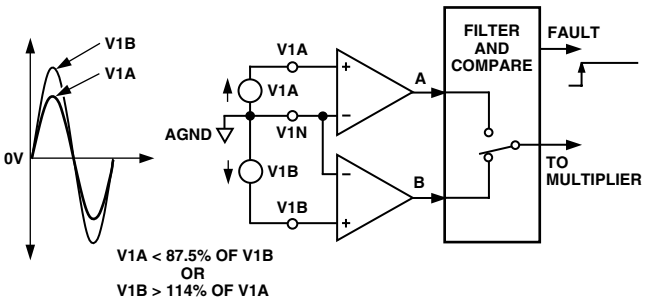 V1B
V1A
0V
V1A
V1A
AGND
V1N
V1B
V1B
A
B
FILTER
AND
COMPARE
FAULT
TO
MULTIPLIER
V1A < 87.5% OF V1B
OR
V1B > 114% OF V1A